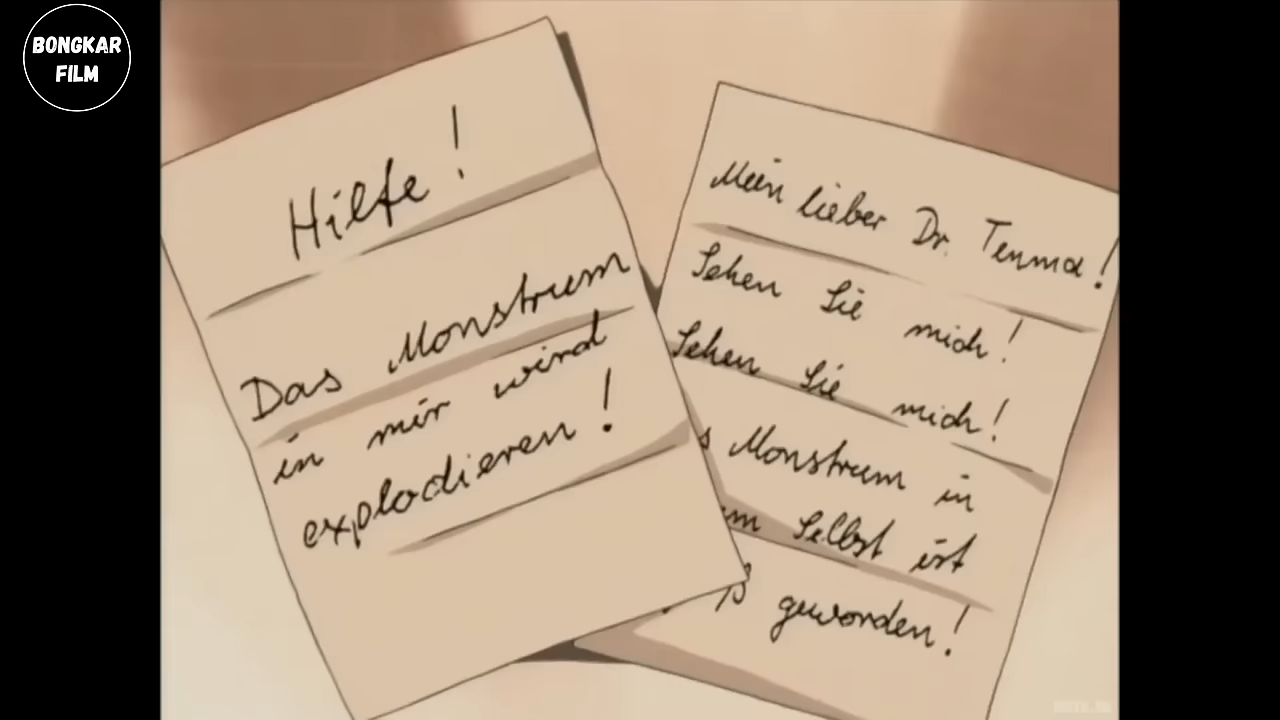 BONGKAR
FILM
Hilfe!
Das Monstrum
in mir wird
explodieren!
Mein lieber Dr. Tenma!
Sehen Sie mich!
Sehen Sie mich!
Monstrum in
Selbst ist
geworden!